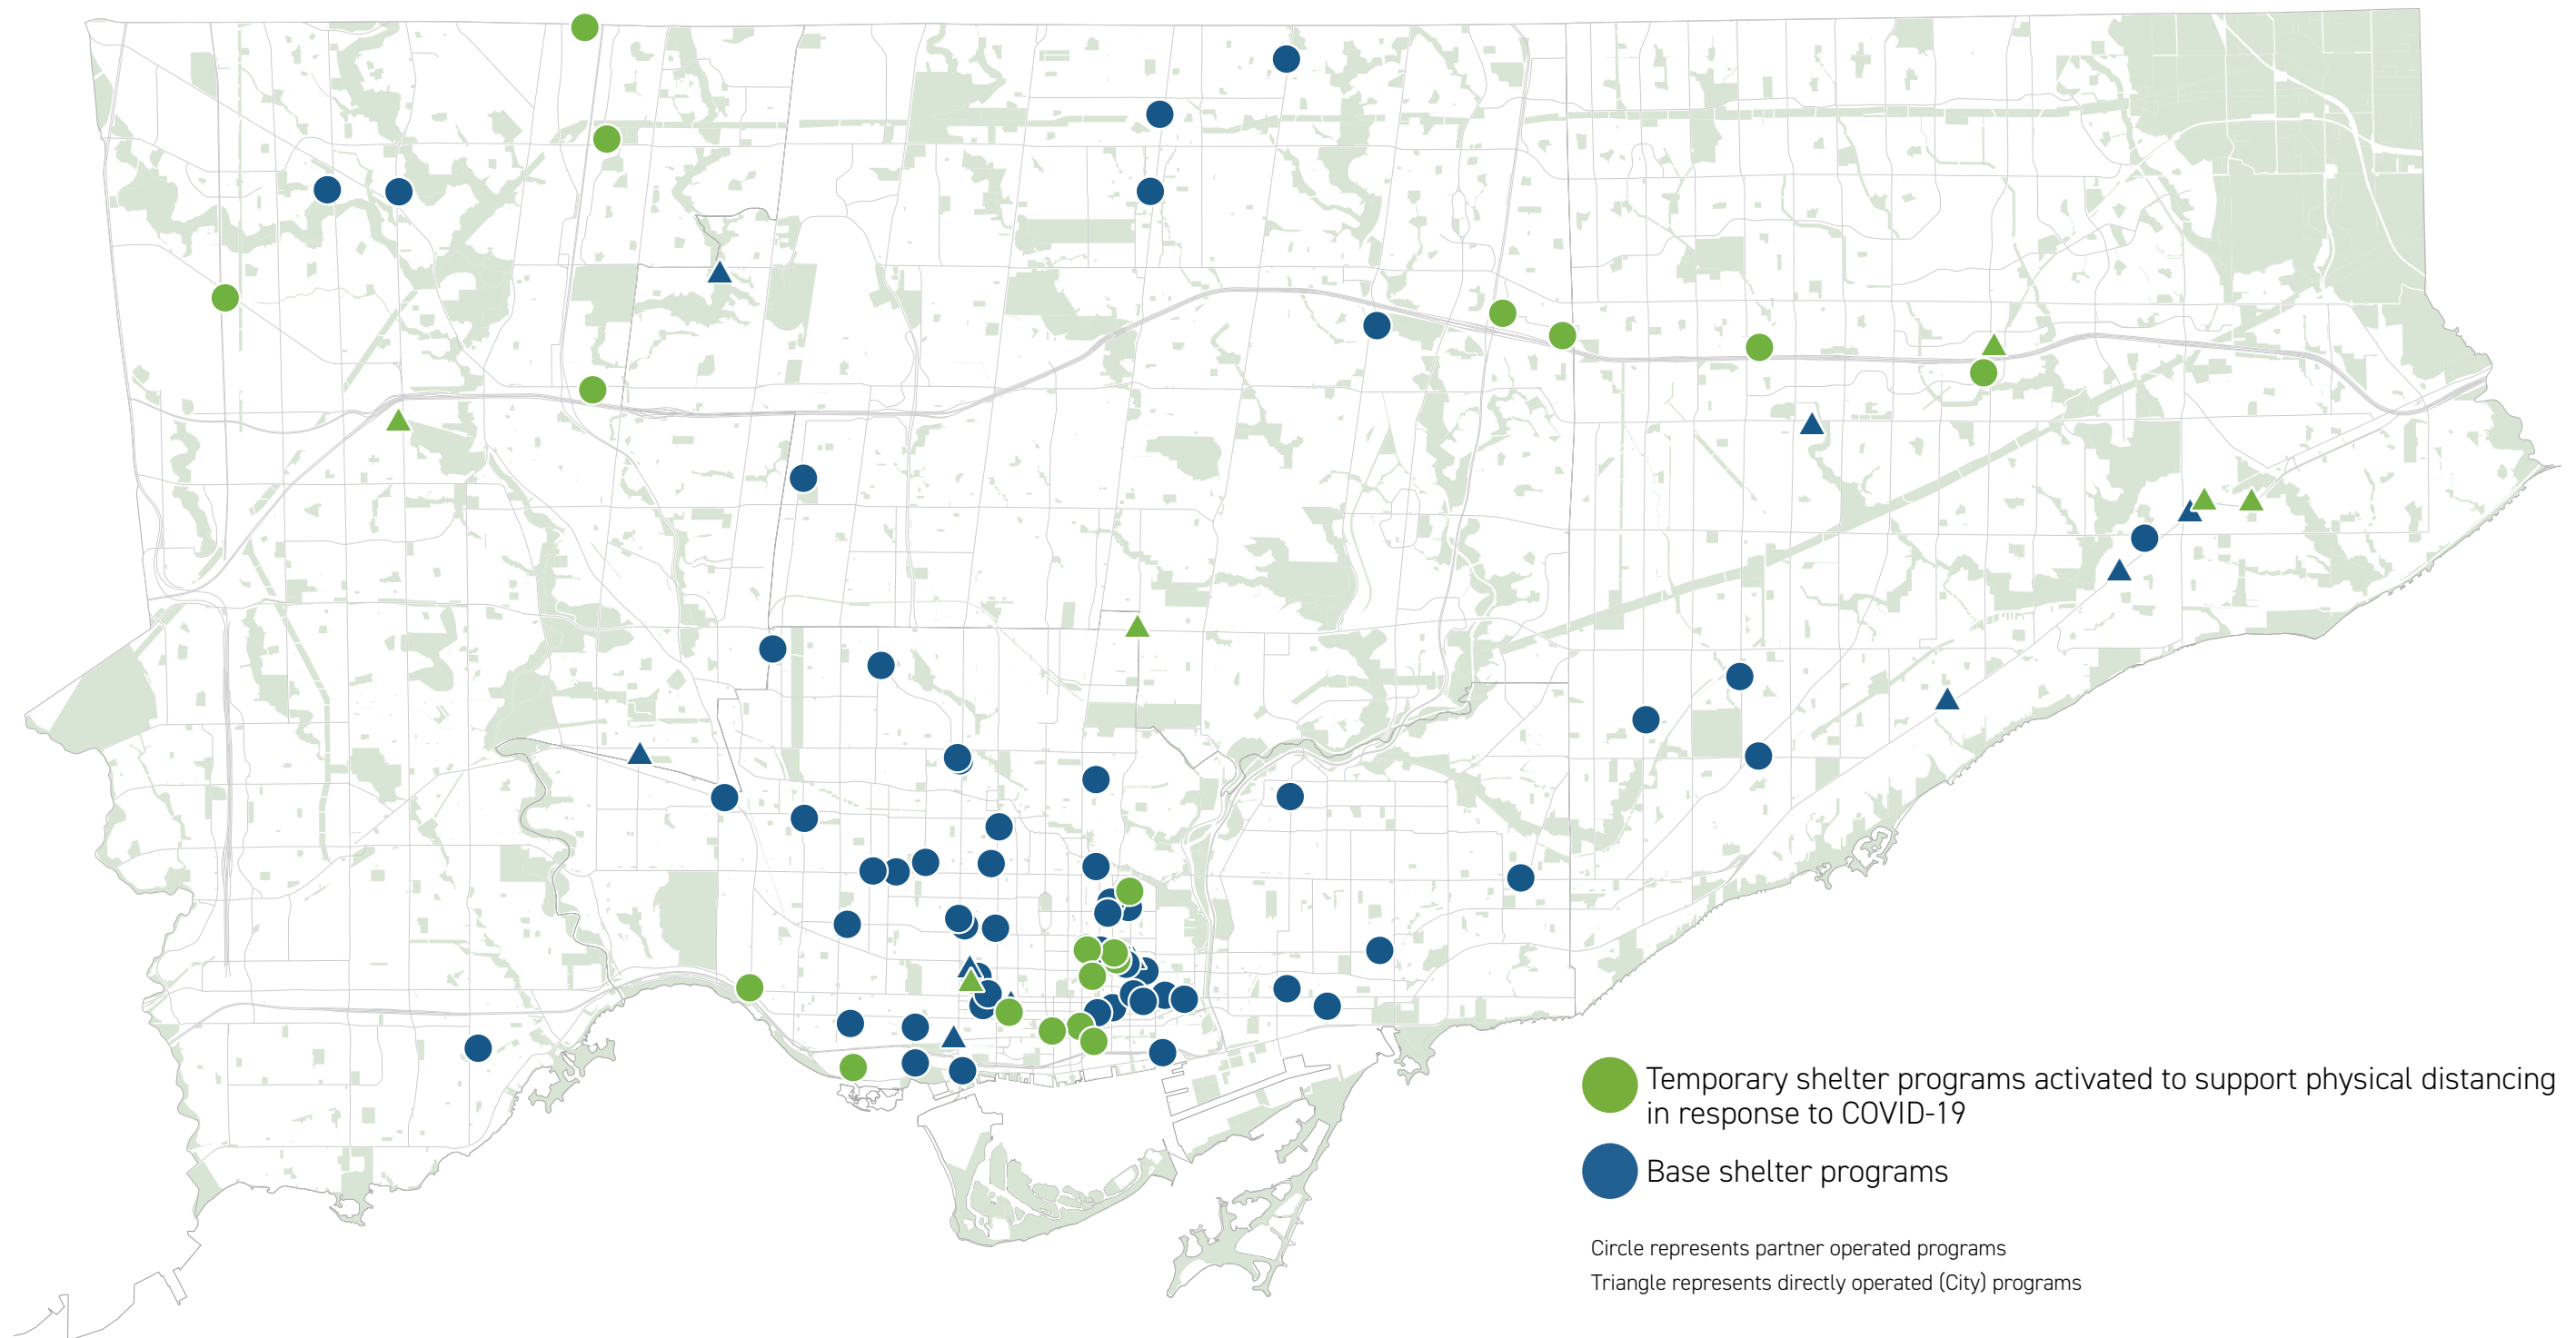 Temporary shelter programs activated to support physical distancing
in response to COVID-19
Base shelter programs
Circle represents partner operated programs
Triangle represents directly operated (City) programs